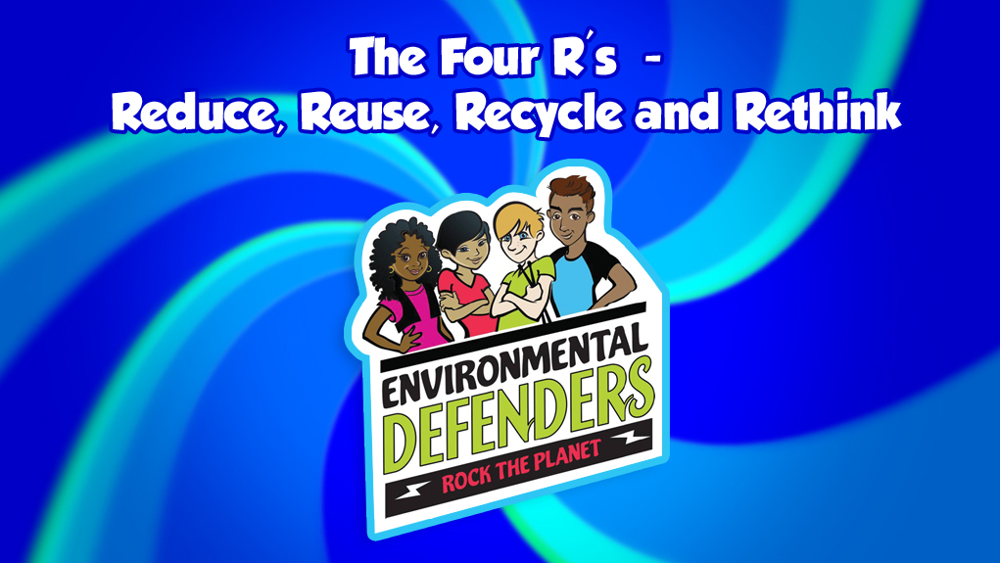 The Four R's -
Reduce, Reuse, Recycle and Rethink
ENVIRONMENTAL
DEFENDERS
ROCK THE PLANET